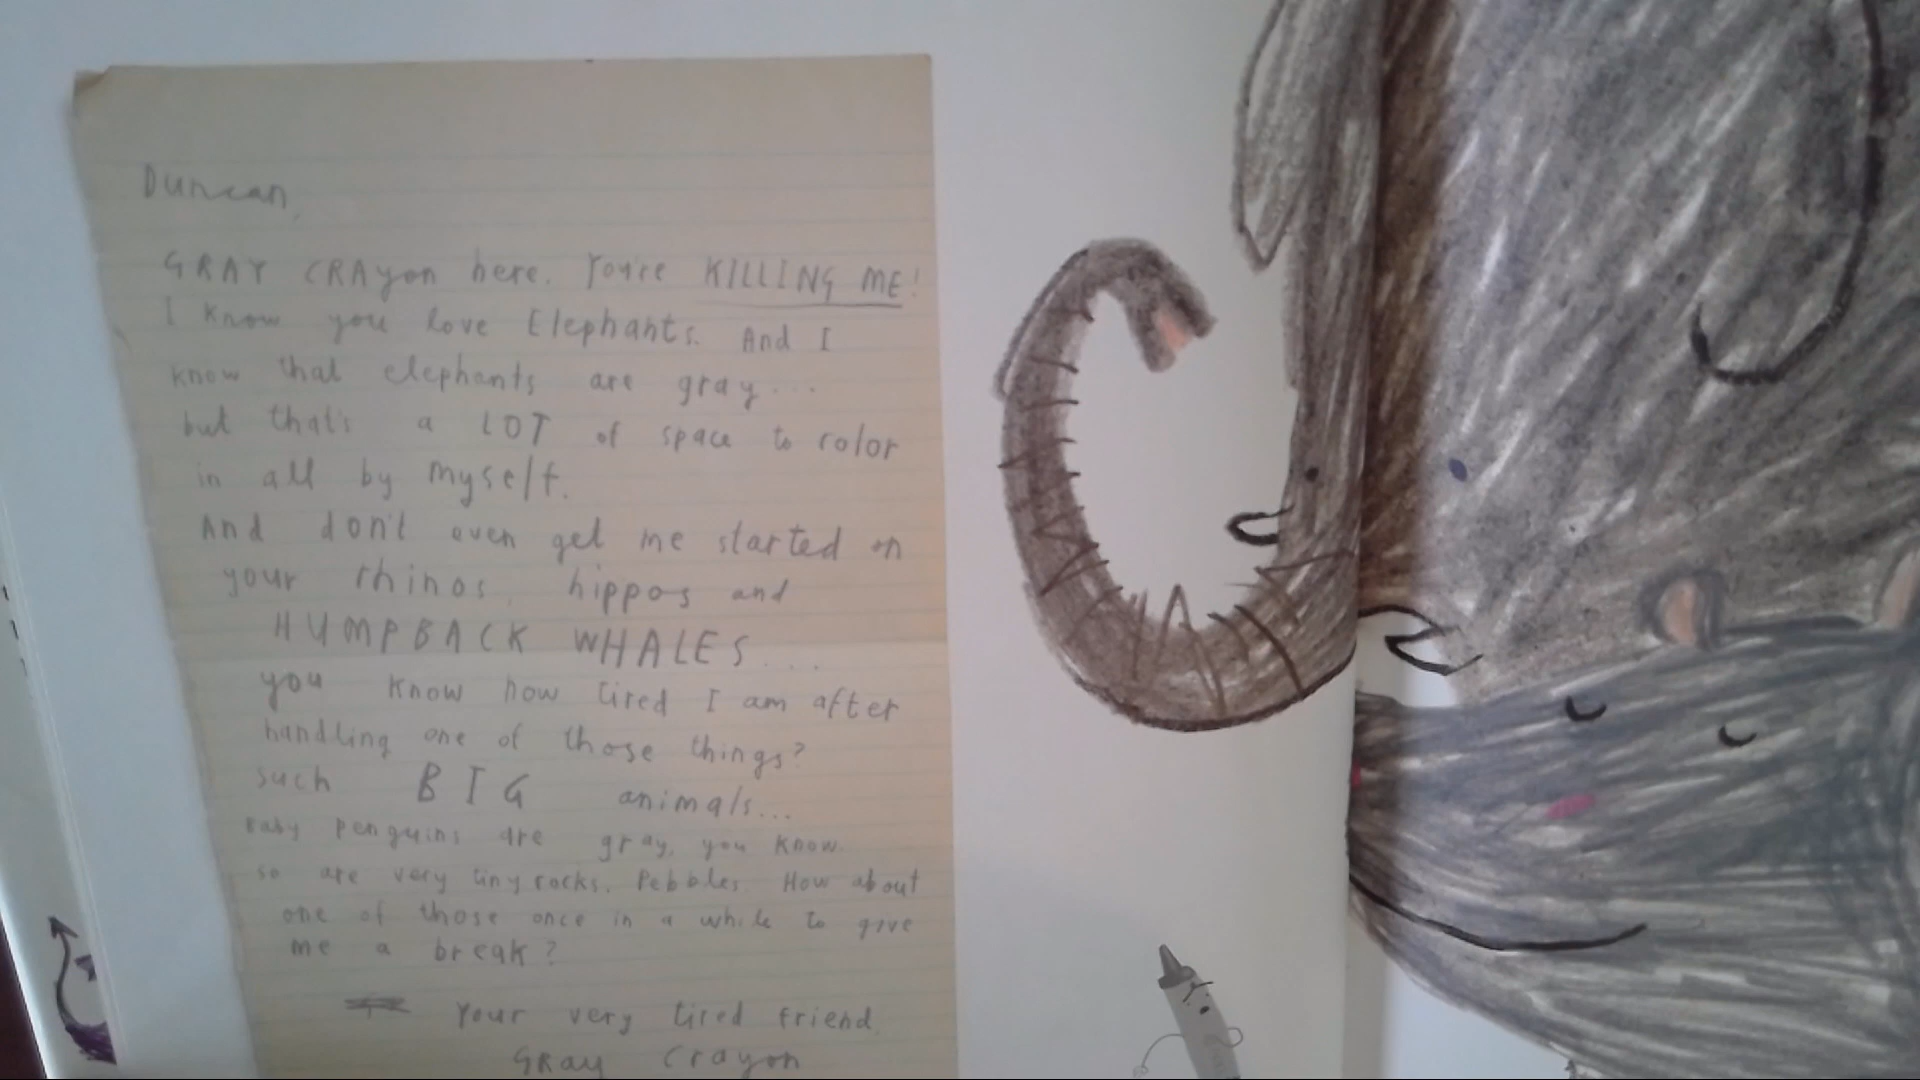 Duncan,
GRAY CRAyon here. You're KILLING ME!
I know you love Elephants. And I
know that elephants are gray...
but that's a LOT of space to color
in all by myself.
And don't even get me started on
your rhinos, hippos and
HUMPBACK WHALES...
you know how tired I am after
handling one of those things?
such BIG animals...
Baby penguins are gray, you know.
so are very tiny rocks. Pebbles. How about
one of those once in a while to give
me a break?
Your very tired friend,
GRay Crayon